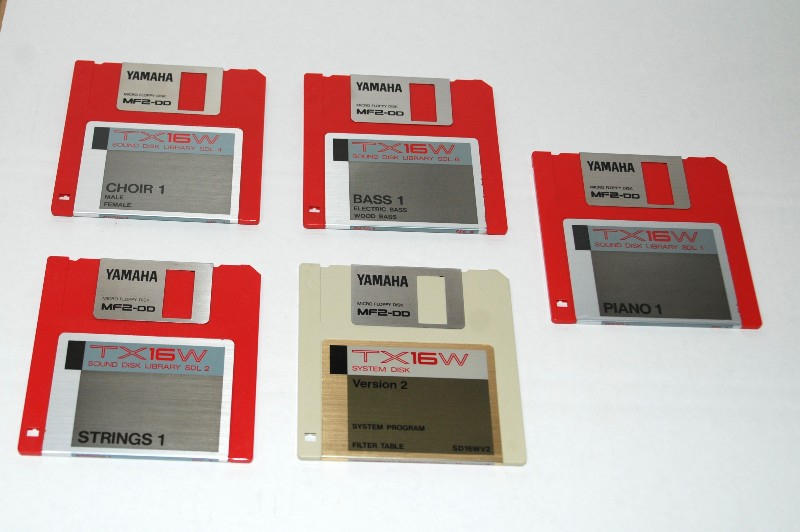 YAMAHA
MICRO FLOPPY DISK
MF2-DD
TX16W
SOUND DISK LIBRARY SDL 4
CHOIR 1
MALE
FEMALE
YAMAHA
MICRO FLOPPY DISK
MF2-DD
TX16W
SOUND DISK LIBRARY SDL 6
BASS 1
ELECTRIC BASS
WOOD BASS
YAMAHA
MICRO FLOPPY DISK
MF2-DD
TX16W
SOUND DISK LIBRARY SDL 1
PIANO 1
YAMAHA
MICRO FLOPPY DISK
MF2-DD
TX16W
SOUND DISK LIBRARY SDL 2
STRINGS 1
YAMAHA
MICRO FLOPPY DISK
MF2-DD
TX16W
SYSTEM DISK
Version 2
SYSTEM PROGRAM
FILTER TABLE SD16WV2